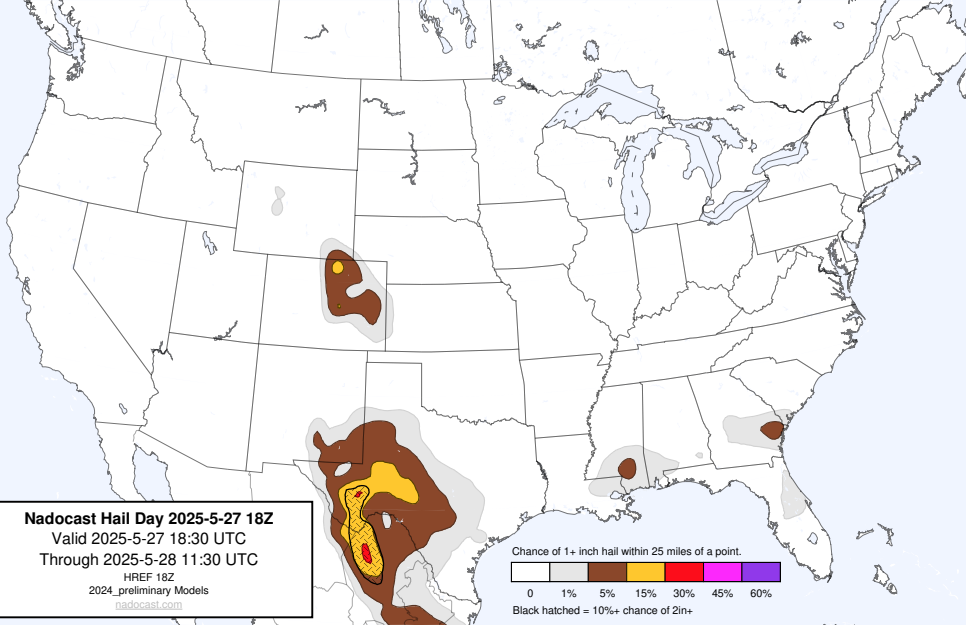 Nadocast Hail Day 2025-5-27 18Z
Valid 2025-5-27 18:30 UTC
Through 2025-5-28 11:30 UTC
HREF 18Z
2024_preliminary Models
nadocast.com
Chance of 1+ inch hail within 25 miles of a point.
0 1% 5% 15% 30% 45% 60%
Black hatched = 10%+ chance of 2in+